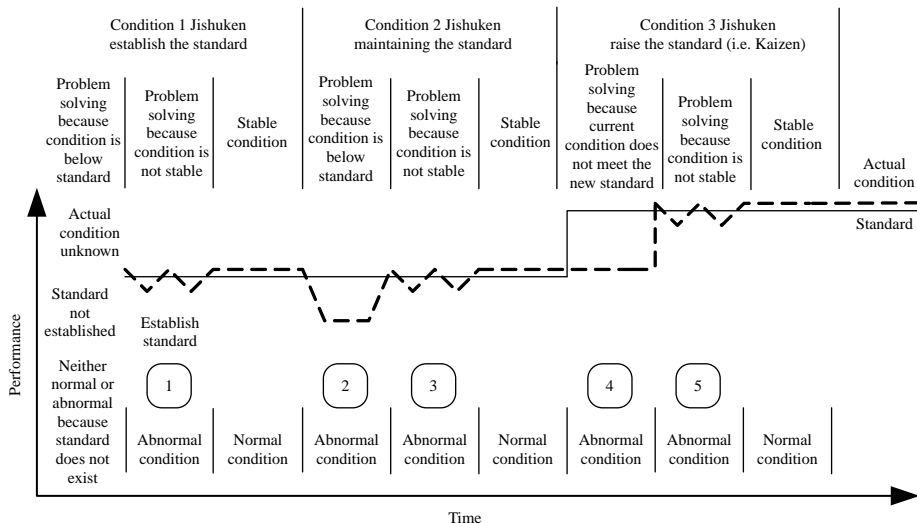 Condition 1 Jishuken
establish the standard
Condition 2 Jishuken
maintaining the standard
Condition 3 Jishuken
raise the standard (i.e. Kaizen)
Problem
solving
because
condition is
below
standard
Problem
solving
because
condition is
not stable
Stable
condition
Problem
solving
because
condition is
below
standard
Problem
solving
because
condition is
not stable
Stable
condition
Problem
solving
because
current
condition does
not meet the
new standard
Problem
solving
because
condition is
not stable
Stable
condition
Actual
condition
Standard
Actual
condition
unknown
Standard
not
established
Establish
standard
Neither
normal or
abnormal
because
standard
does not
exist
1
2
3
4
5
Abnormal
condition
Normal
condition
Abnormal
condition
Abnormal
condition
Normal
condition
Abnormal
condition
Abnormal
condition
Normal
condition
Performance
Time